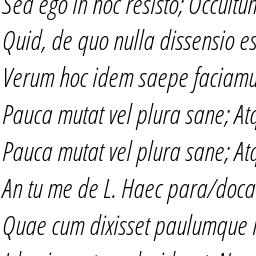 Sed ego in hoc resisto; Occultum
Quid, de quo nulla dissensio es
Verum hoc idem saepe faciamu
Pauca mutat vel plura sane; Atq
Pauca mutat vel plura sane; Atq
An tu me de L. Haec para/doca
Quae cum dixisset paulumque